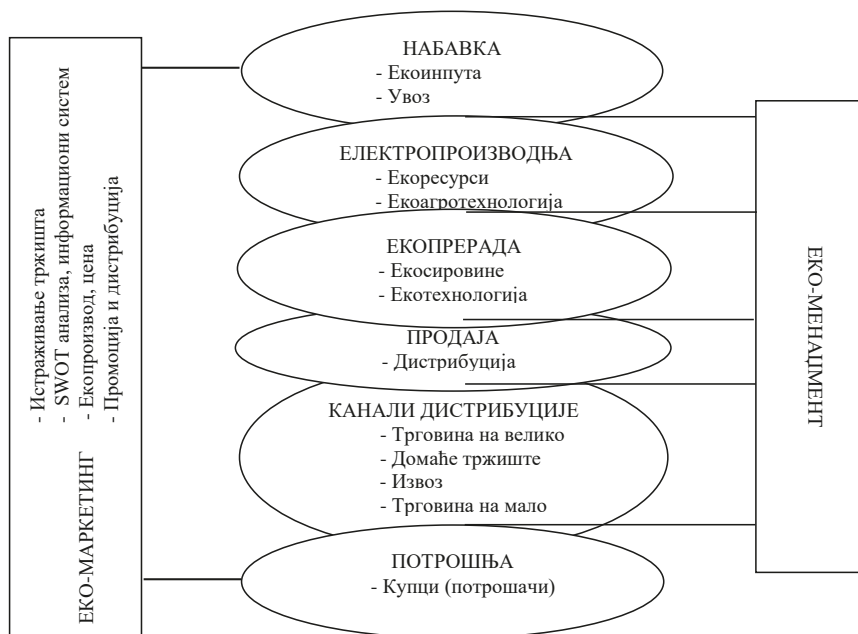 ЕКО-МАРКЕТИНГ
- Истраживање тржишта
- SWOT анализа, информациони систем
- Екопроизвод, цена
- Промоција и дистрибуција
НАБАВКА
- Екоинпута
- Увоз
ЕЛЕКТРОПРОИЗВОДЊА
- Екоресурси
- Екоагротехнологија
ЕКОПРЕРАДА
- Екосировине
- Екотехнологија
ПРОДАЈА
- Дистрибуција
КАНАЛИ ДИСТРИБУЦИЈЕ
- Трговина на велико
- Домаће тржиште
- Извоз
- Трговина на мало
ПОТРОШЊА
- Купци (потрошачи)
ЕКО-МЕНАЏМЕНТ